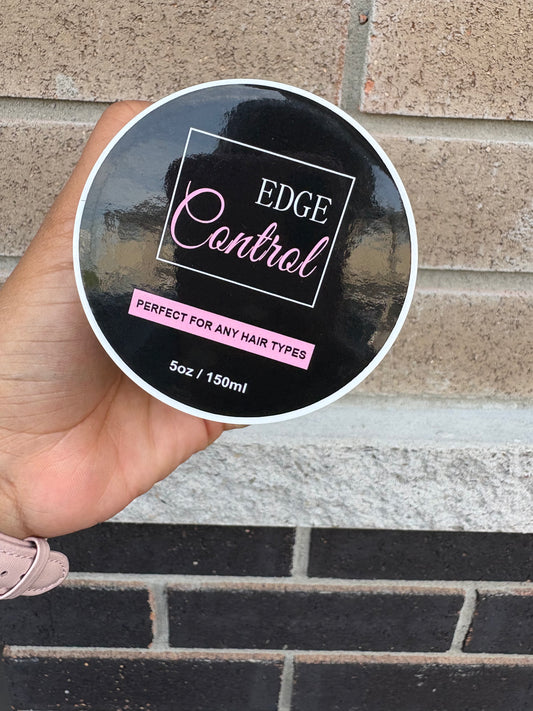 EDGE
Control
PERFECT FOR ANY HAIR TYPES
5oz / 150ml